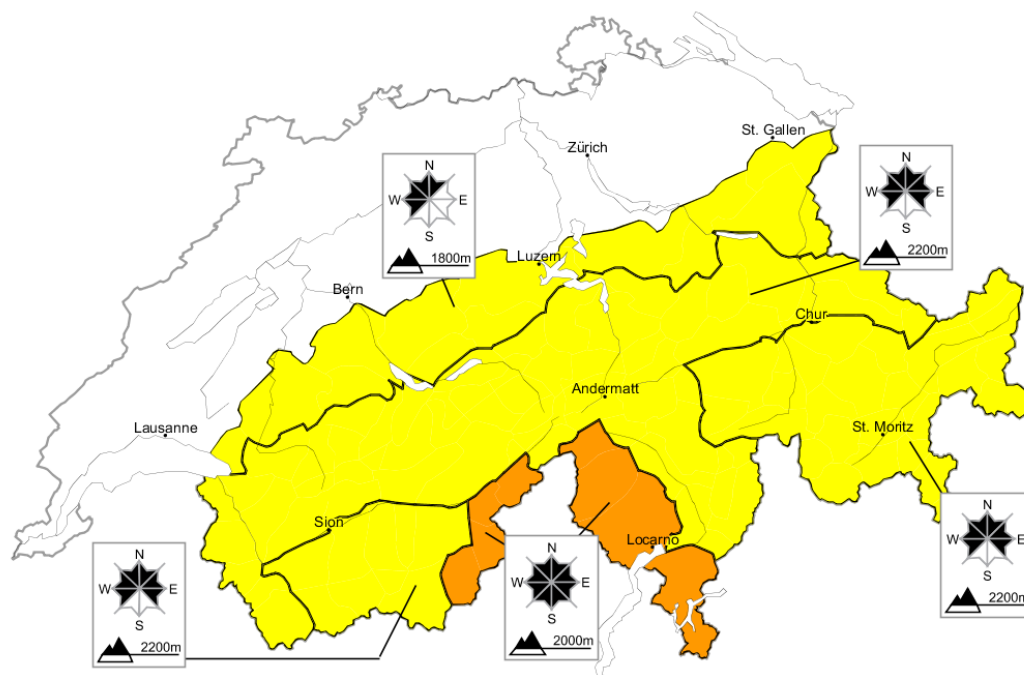 St. Gallen
Zürich
N
W E
S
1800m
N
W E
S
2200m
Luzern
Bern
Chur
Andermatt
Lausanne
St. Moritz
Sion
Locarno
N
W E
S
2200m
N
W E
S
2000m
N
W E
S
2200m